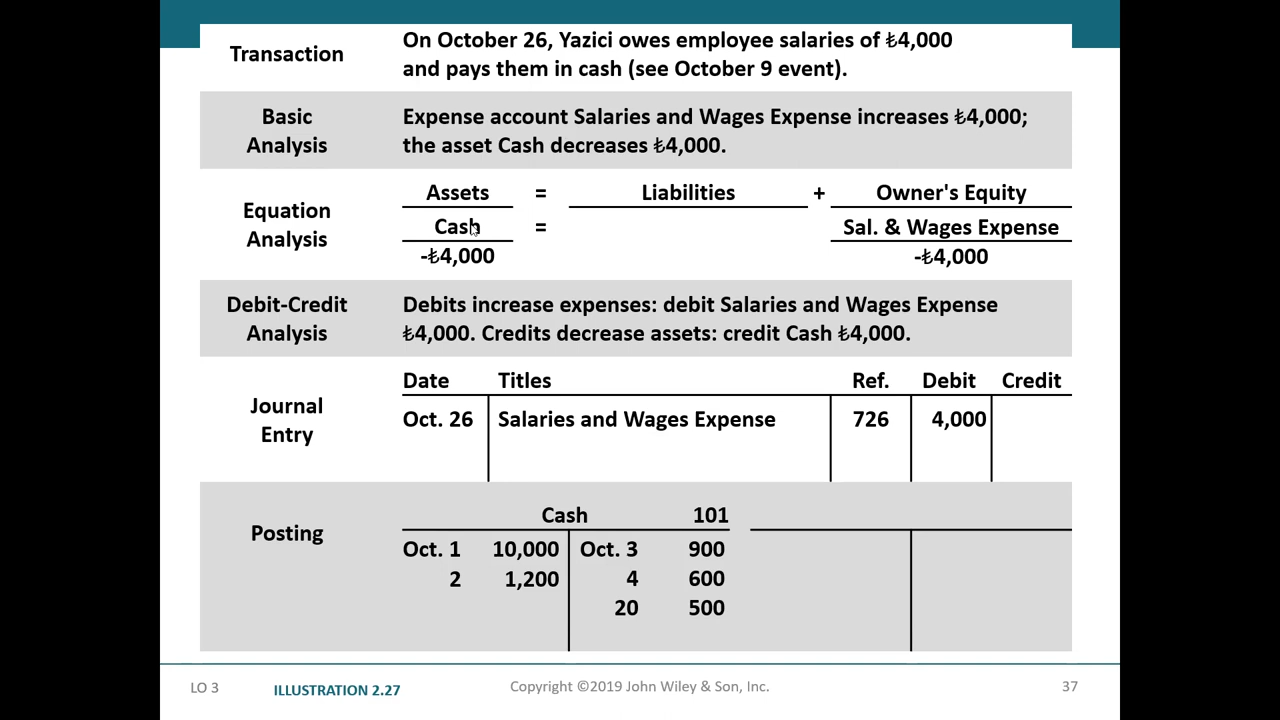 Transaction
On October 26, Yazici owes employee salaries of ₺4,000
and pays them in cash (see October 9 event).
Basic
Analysis
Expense account Salaries and Wages Expense increases ₺4,000;
the asset Cash decreases ₺4,000.
Equation
Analysis
Assets = Liabilities + Owner's Equity
Cash = Sal. & Wages Expense
-₺4,000 -₺4,000
Debit-Credit
Analysis
Debits increase expenses: debit Salaries and Wages Expense
₺4,000. Credits decrease assets: credit Cash ₺4,000.
Journal
Entry
Date Titles Ref. Debit Credit
Oct. 26 Salaries and Wages Expense 726 4,000
Posting
Cash 101
Oct. 1 10,000 Oct. 3 900
2 1,200 4 600
20 500
LO 3 ILLUSTRATION 2.27 Copyright ©2019 John Wiley & Son, Inc. 37